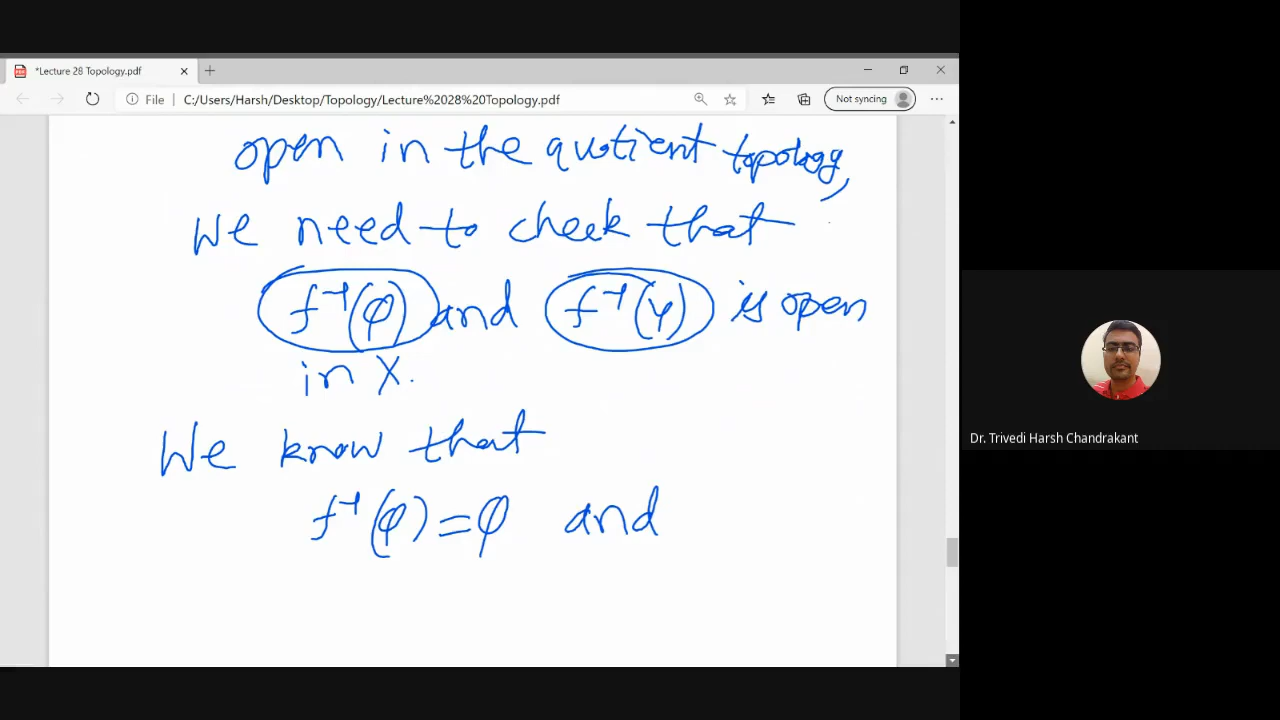 *Lecture 28 Topology.pdf
File C:/Users/Harsh/Desktop/Topology/Lecture%2028%20Topology.pdf
Not syncing
open in the quotient topology,
We need to check that
f⁻¹(φ) and f⁻¹(Y) is open
in X.
We know that
f⁻¹(φ) = φ and
Dr. Trivedi Harsh Chandrakant